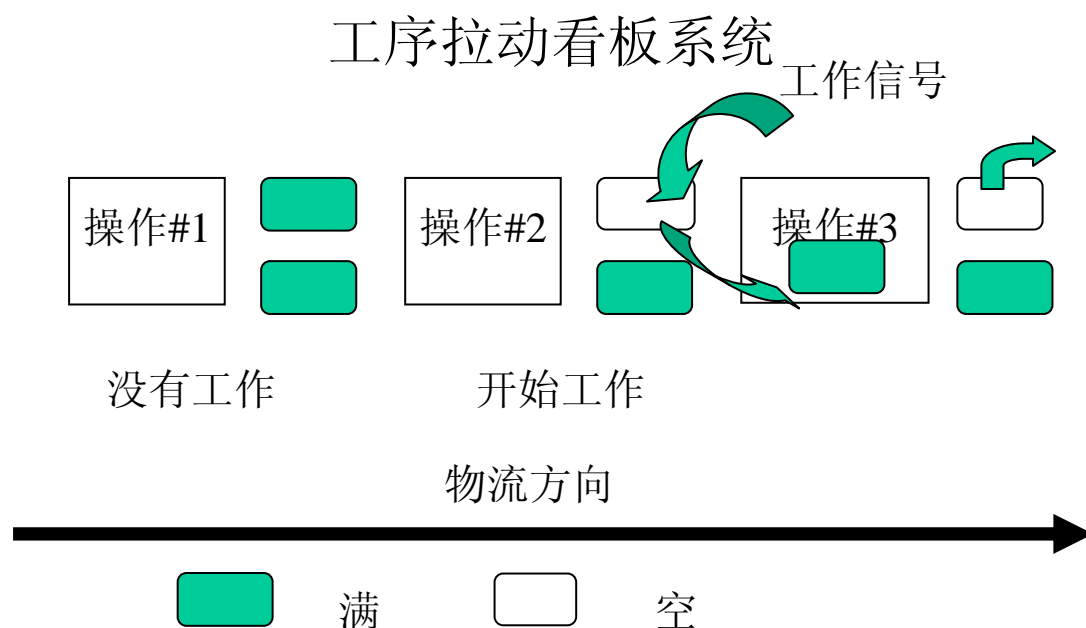 工序拉动看板系统
工作信号
操作#1
操作#2
操作#3
没有工作
开始工作
物流方向
满
空